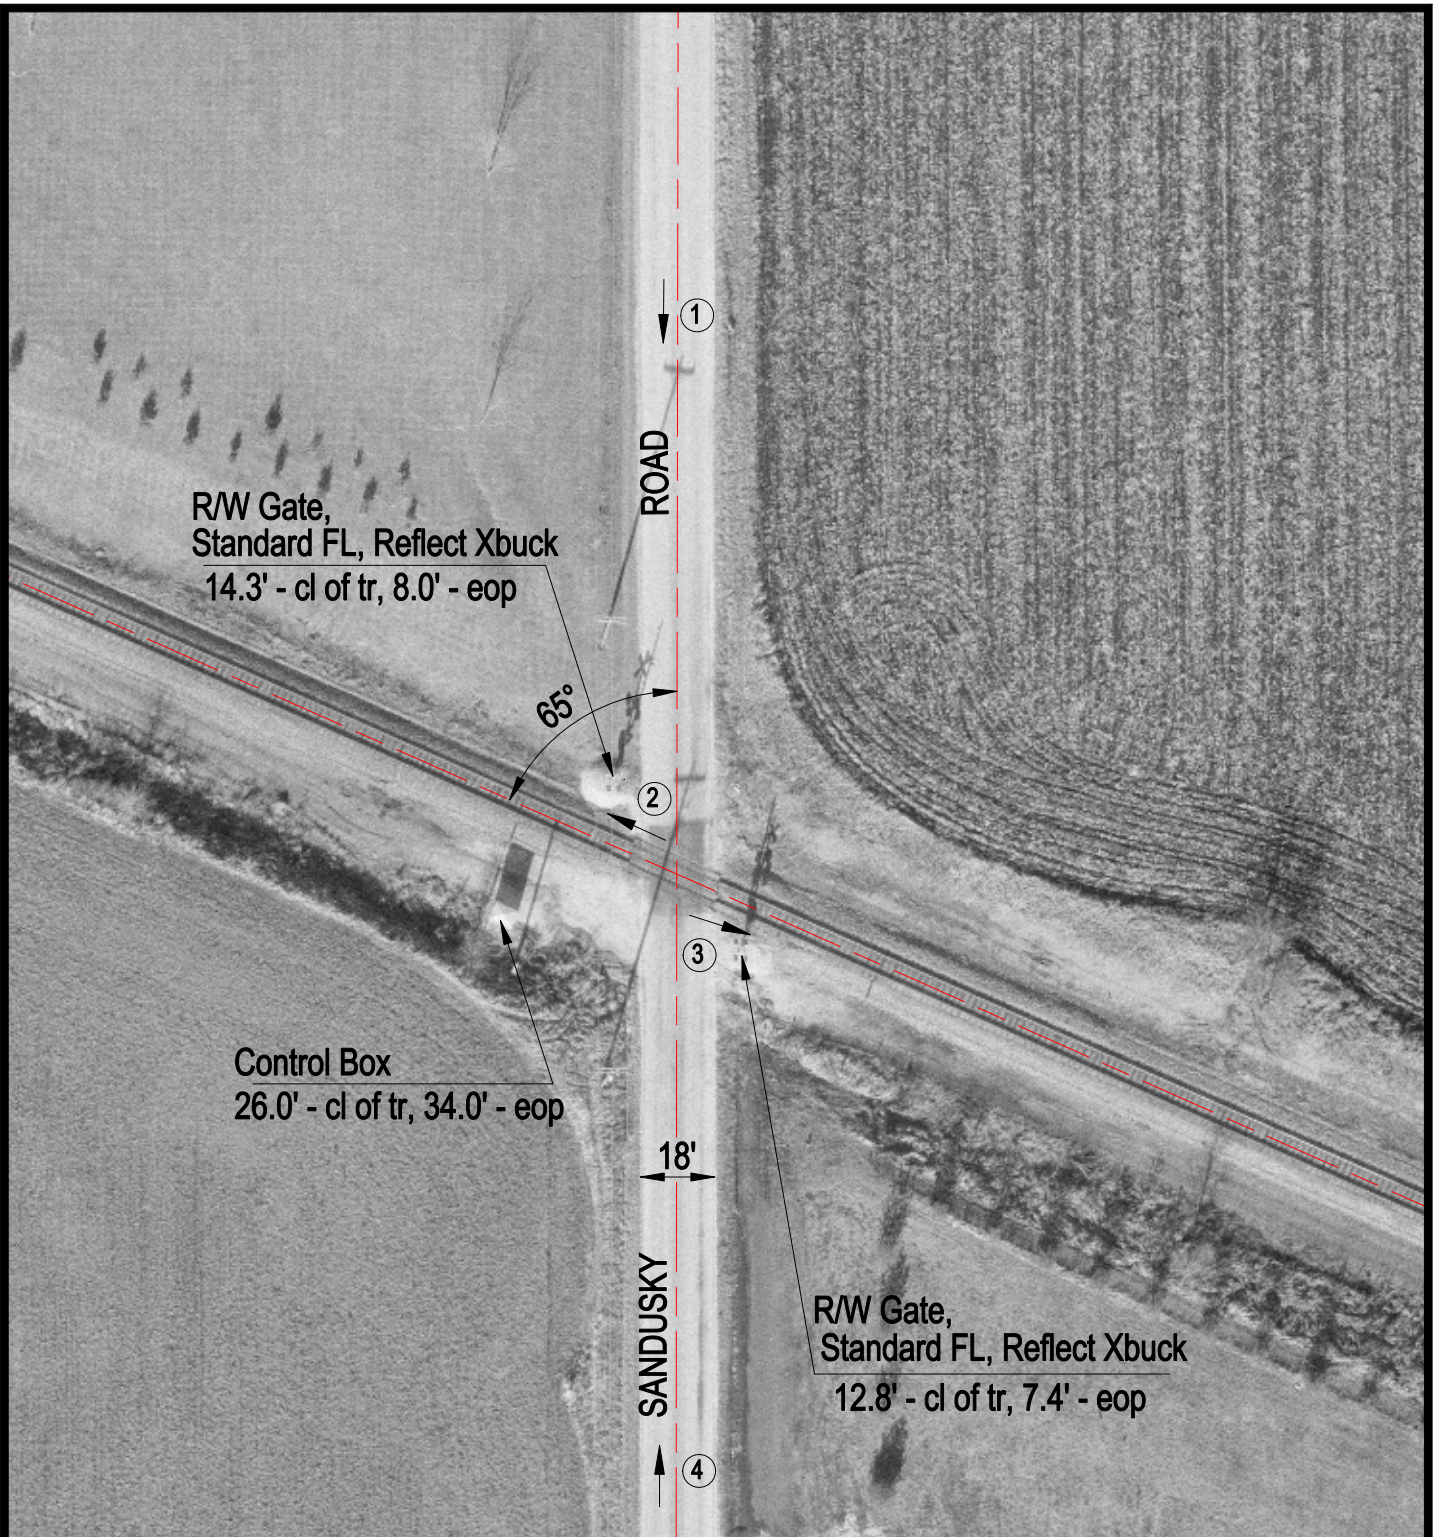 1
ROAD
R/W Gate,
Standard FL, Reflect Xbuck
14.3' - cl of tr, 8.0' - eop
65°
2
3
Control Box
26.0' - cl of tr, 34.0' - eop
18'
SANDUSKY
R/W Gate,
Standard FL, Reflect Xbuck
12.8' - cl of tr, 7.4' - eop
4